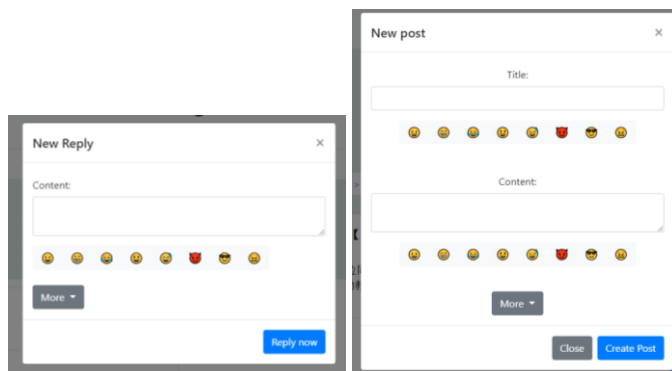 New Reply
×
Content:
More
Reply now
New post
×
Title:
Content:
More
Close
Create Post